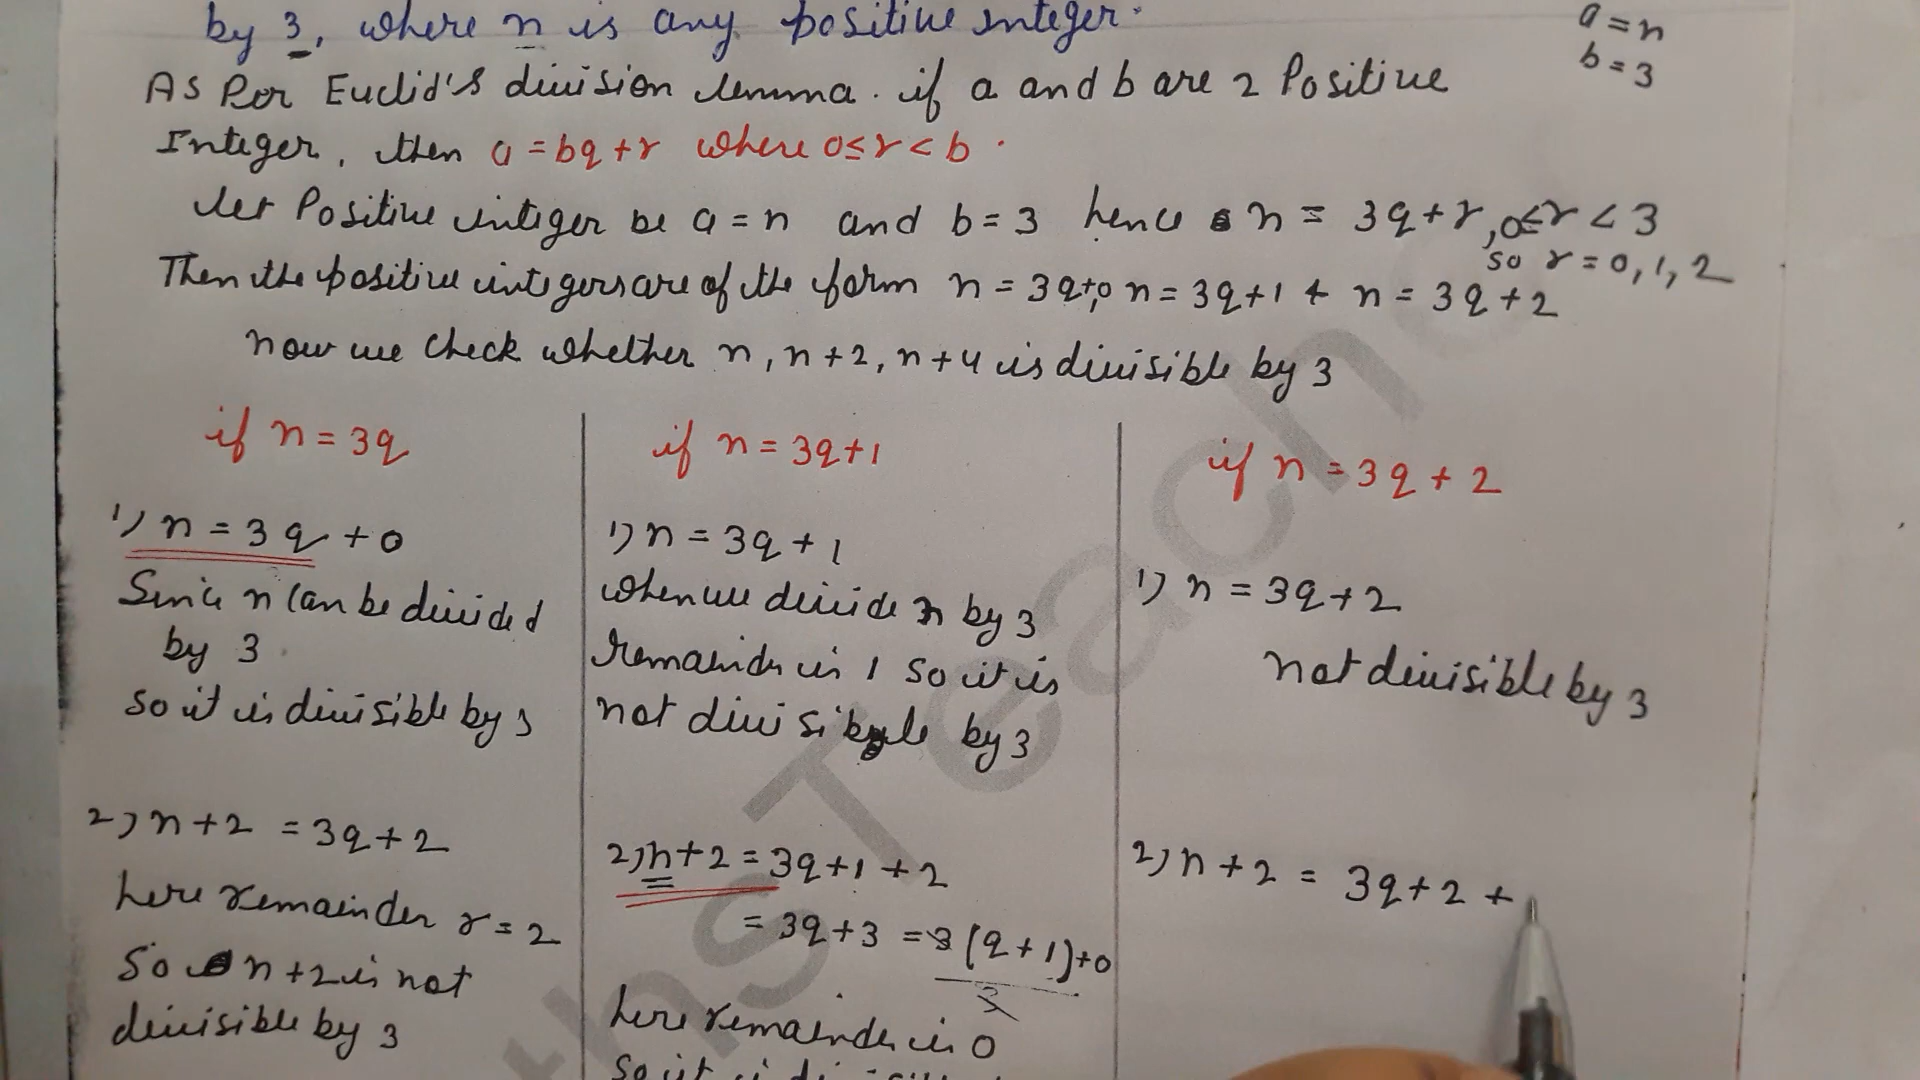 by 3, where n is any positive integer.
a = n
b = 3
As Per Euclid's division lemma. if a and b are 2 Positive
Integer, then a = bq + r where 0 ≤ r < b.
let Positive integer be a = n and b = 3 hence n = 3q + r, 0 ≤ r < 3
so r = 0, 1, 2
Then the positive integers are of the form n = 3q+0, n = 3q+1 & n = 3q+2
now we check whether n, n+2, n+4 is divisible by 3
if n = 3q
1) n = 3q + 0
Since n can be divided
by 3
so it is divisible by 3
2) n+2 = 3q+2
here remainder r = 2
So n+2 is not
divisible by 3
if n = 3q+1
1) n = 3q + 1
when we divide n by 3
remainder is 1 so it is
not divisible by 3
2) n+2 = 3q+1+2
= 3q+3 = 3(q+1)+0
3
here remainder is 0
so it is
if n = 3q + 2
1) n = 3q+2
not divisible by 3
2) n+2 = 3q+2 +
ths Teach